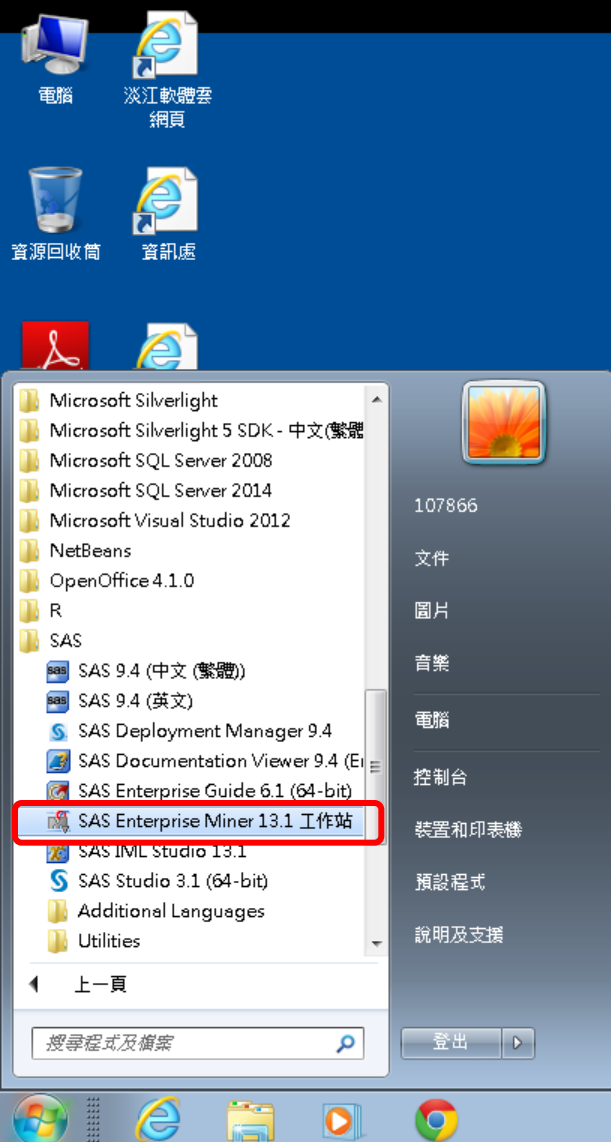 電腦
淡江軟體雲
網頁
資源回收筒
資訊處
Microsoft Silverlight
Microsoft Silverlight 5 SDK - 中文(繁體
Microsoft SQL Server 2008
Microsoft SQL Server 2014
Microsoft Visual Studio 2012
NetBeans
OpenOffice 4.1.0
R
SAS
SAS 9.4 (中文 (繁體))
SAS 9.4 (英文)
SAS Deployment Manager 9.4
SAS Documentation Viewer 9.4 (En
SAS Enterprise Guide 6.1 (64-bit)
SAS Enterprise Miner 13.1 工作站
SAS IML Studio 13.1
SAS Studio 3.1 (64-bit)
Additional Languages
Utilities
上一頁
搜尋程式及檔案
107866
文件
圖片
音樂
電腦
控制台
裝置和印表機
預設程式
說明及支援
登出